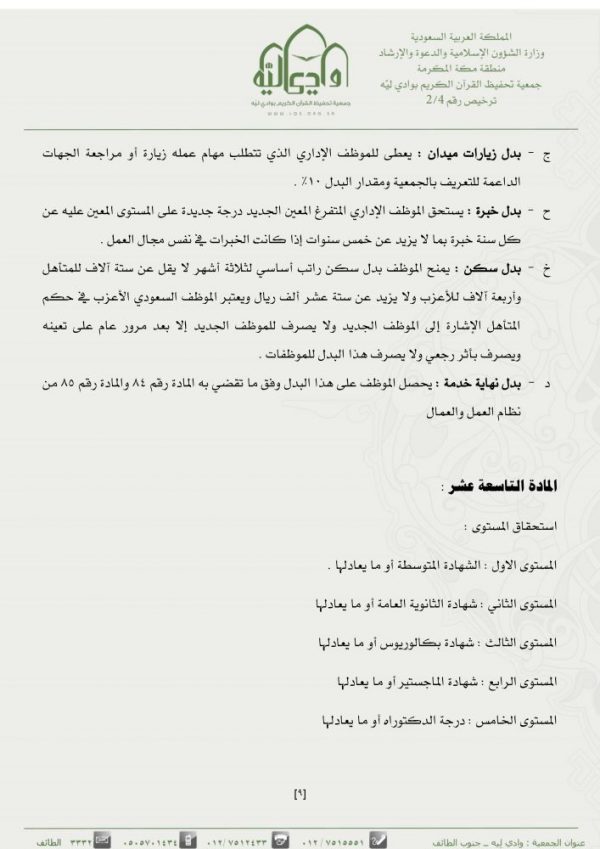 المملكة العربية السعودية
وزارة الشؤون الإسلامية والدعوة والإرشاد
منطقة مكة المكرمة
جمعية تحفيظ القرآن الكريم بوادي ليّه
ترخيص رقم 2/4
وادي ليّه
جمعية تحفيظ القرآن الكريم بوادي ليّه
ج - بدل زيارات ميدان : يعطى للموظف الإداري الذي تتطلب مهام عمله زيارة أو مراجعة الجهات
الداعمة للتعريف بالجمعية ومقدار البدل ١٠٪ .
ح - بدل خبرة : يستحق الموظف الإداري المتفرغ المعين الجديد درجة جديدة على المستوى المعين عليه عن
كل سنة خبرة بما لا يزيد عن خمس سنوات إذا كانت الخبرات في نفس مجال العمل .
خ - بدل سكن : يمنح الموظف بدل سكن راتب أساسي لثلاثة أشهر لا يقل عن ستة آلاف للمتأهل
وأربعة آلاف للأعزب ولا يزيد عن ستة عشر ألف ريال ويعتبر الموظف السعودي الأعزب في حكم
المتأهل الإشارة إلى الموظف الجديد ولا يصرف للموظف الجديد إلا بعد مرور عام على تعينه
ويصرف بأثر رجعي ولا يصرف هذا البدل للموظفات .
د - بدل نهاية خدمة : يحصل الموظف على هذا البدل وفق ما تقضي به المادة رقم ٨٤ والمادة رقم ٨٥ من
نظام العمل والعمال
المادة التاسعة عشر :
استحقاق المستوى :
المستوى الاول : الشهادة المتوسطة أو ما يعادلها .
المستوى الثاني : شهادة الثانوية العامة أو ما يعادلها
المستوى الثالث : شهادة بكالوريوس أو ما يعادلها
المستوى الرابع : شهادة الماجستير أو ما يعادلها
المستوى الخامس : درجة الدكتوراه أو ما يعادلها
[٩]
عنوان الجمعية : وادي ليه – جنوب الطائف ٠١٢/٧٥١٥٥٥١ ٠١٢/٧٥١٢٤٣٣ ٠٥٠٥٧٠١٤٣٤ ٣٣٣٢ الطائف